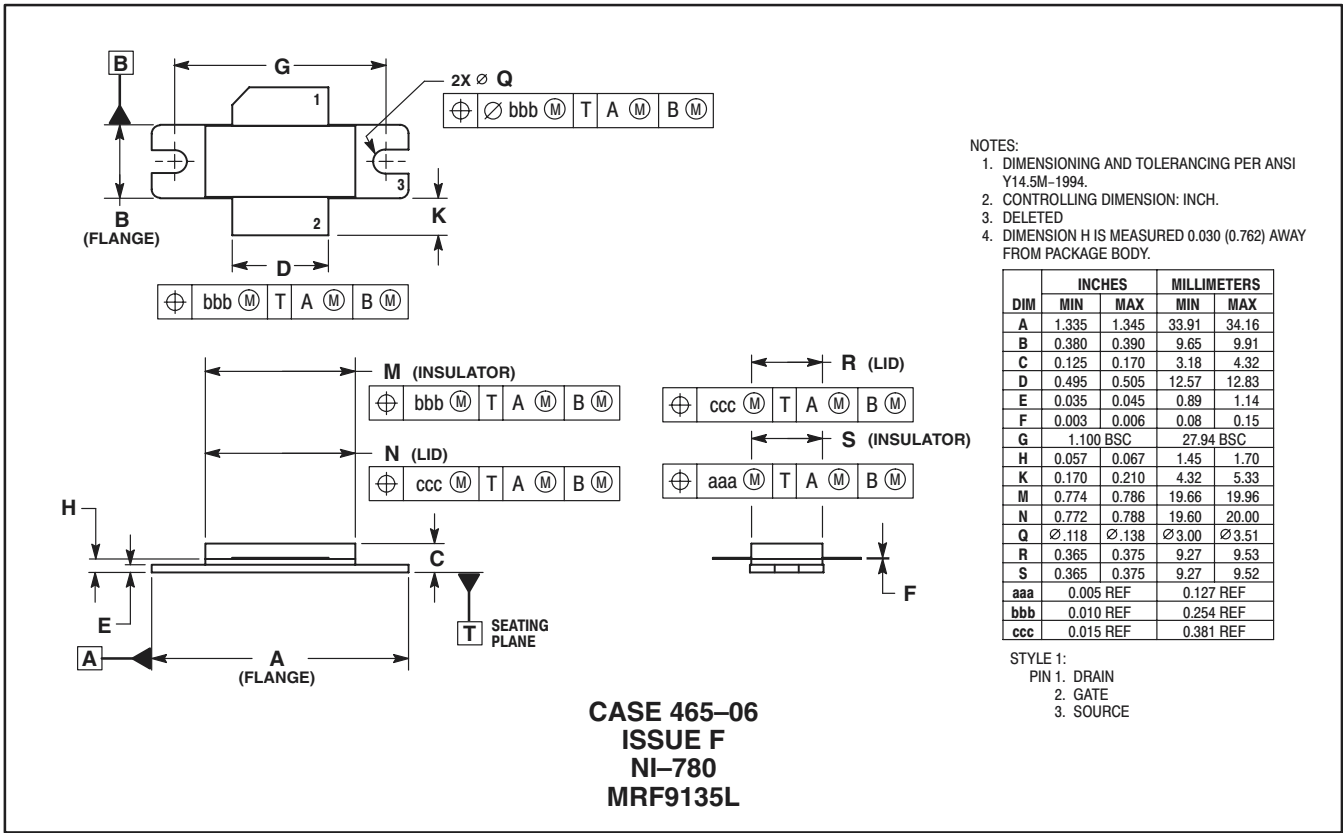 B
G
2X ⌀ Q
⌖ ⌀ bbb Ⓜ T A Ⓜ B Ⓜ
1
3
B
(FLANGE)
2
K
D
⌖ bbb Ⓜ T A Ⓜ B Ⓜ
M (INSULATOR)
⌖ bbb Ⓜ T A Ⓜ B Ⓜ
N (LID)
⌖ ccc Ⓜ T A Ⓜ B Ⓜ
R (LID)
⌖ ccc Ⓜ T A Ⓜ B Ⓜ
S (INSULATOR)
⌖ aaa Ⓜ T A Ⓜ B Ⓜ
H
C
E
F
T SEATING
PLANE
A
A
(FLANGE)
NOTES:
1. DIMENSIONING AND TOLERANCING PER ANSI
Y14.5M–1994.
2. CONTROLLING DIMENSION: INCH.
3. DELETED
4. DIMENSION H IS MEASURED 0.030 (0.762) AWAY
FROM PACKAGE BODY.
INCHES MILLIMETERS
DIM MIN MAX MIN MAX
A 1.335 1.345 33.91 34.16
B 0.380 0.390 9.65 9.91
C 0.125 0.170 3.18 4.32
D 0.495 0.505 12.57 12.83
E 0.035 0.045 0.89 1.14
F 0.003 0.006 0.08 0.15
G 1.100 BSC 27.94 BSC
H 0.057 0.067 1.45 1.70
K 0.170 0.210 4.32 5.33
M 0.774 0.786 19.66 19.96
N 0.772 0.788 19.60 20.00
Q ⌀.118 ⌀.138 ⌀3.00 ⌀3.51
R 0.365 0.375 9.27 9.53
S 0.365 0.375 9.27 9.52
aaa 0.005 REF 0.127 REF
bbb 0.010 REF 0.254 REF
ccc 0.015 REF 0.381 REF
STYLE 1:
PIN 1. DRAIN
2. GATE
3. SOURCE
CASE 465–06
ISSUE F
NI–780
MRF9135L